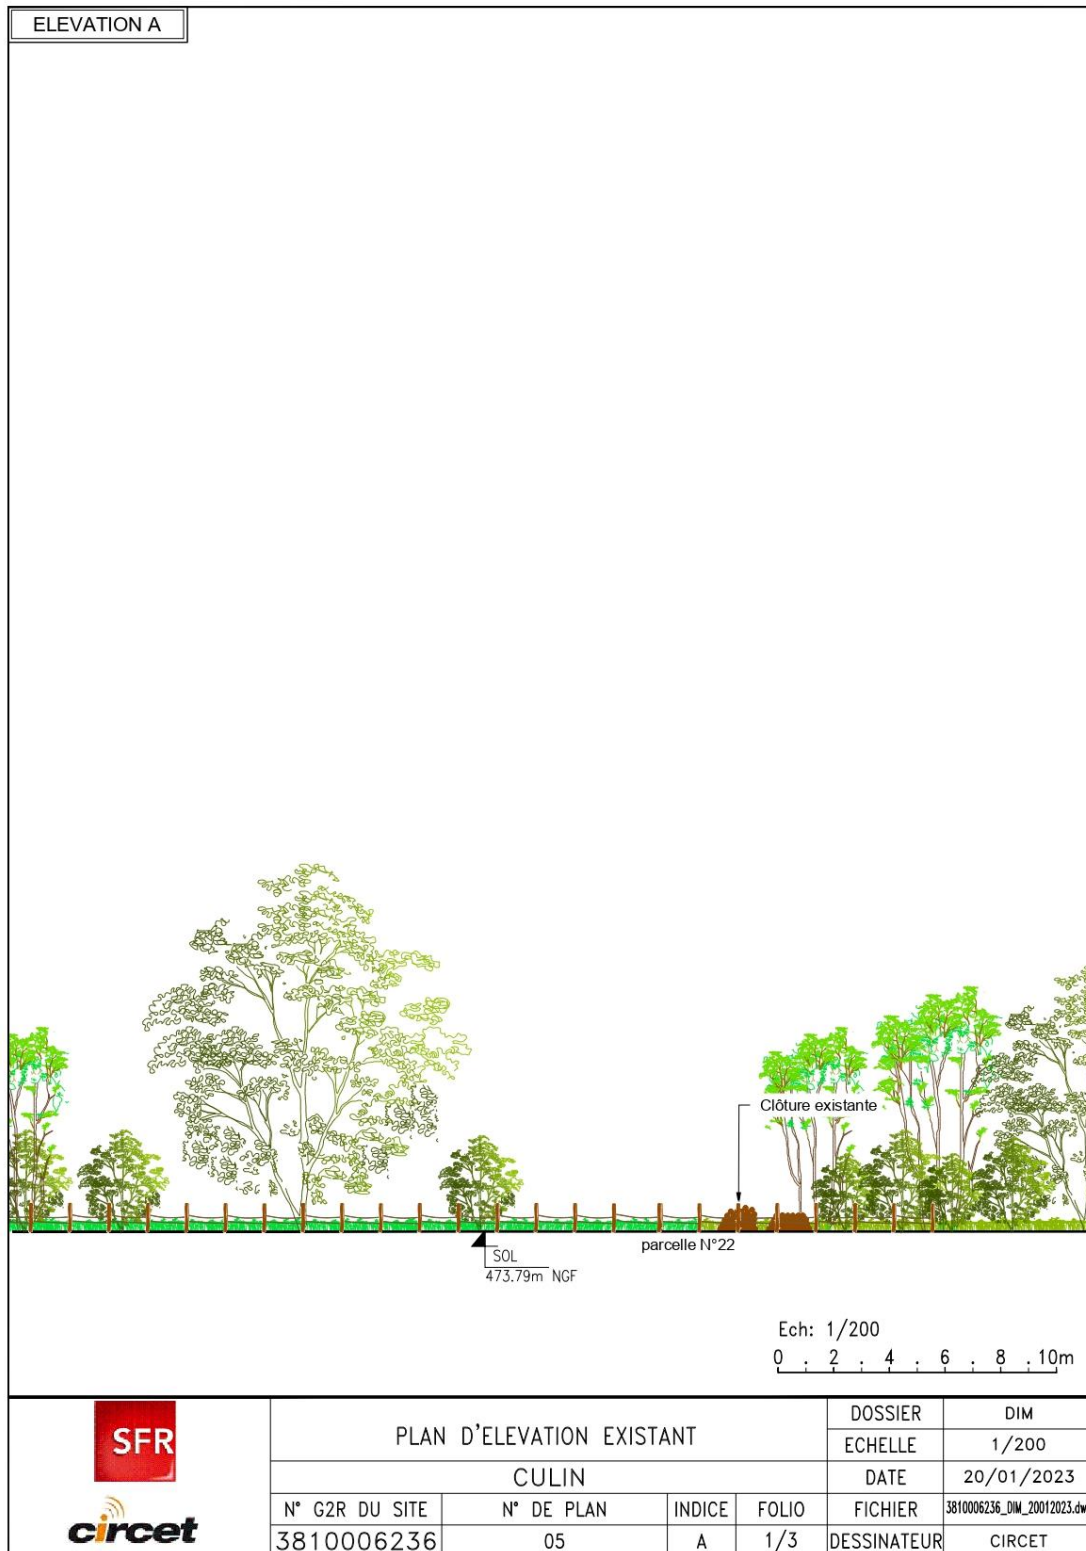 ELEVATION A
Clôture existante
parcelle N°22
SOL
473.79m NGF
Ech: 1/200
0 . 2 . 4 . 6 . 8 . 10m
SFR
circet
PLAN D'ELEVATION EXISTANT
CULIN
N° G2R DU SITE N° DE PLAN INDICE FOLIO
3810006236 05 A 1/3
DOSSIER DIM
ECHELLE 1/200
DATE 20/01/2023
FICHIER 3810006236_DIM_20012023.dw
DESSINATEUR CIRCET